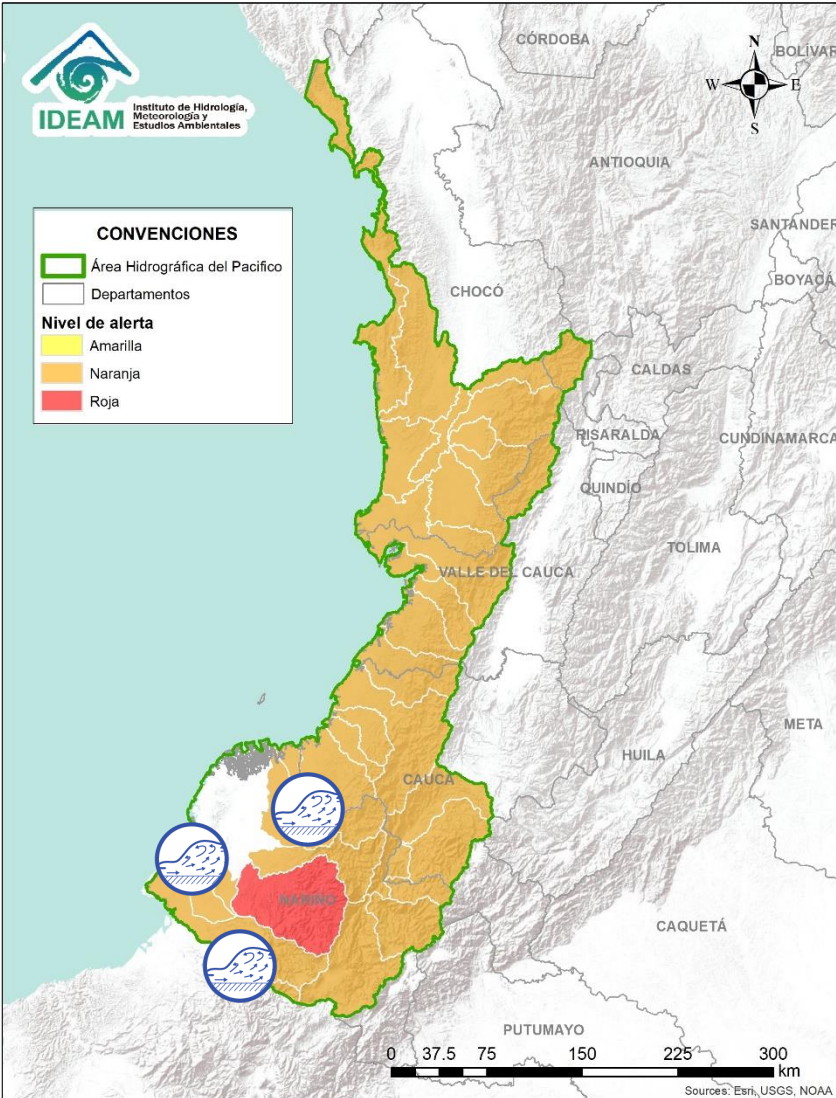 IDEAM
Instituto de Hidrología,
Meteorología y
Estudios Ambientales
CÓRDOBA
BOLÍVAR
N
W
E
S
ANTIOQUIA
SANTANDER
BOYACÁ
CHOCÓ
CONVENCIONES
Área Hidrográfica del Pacifico
Departamentos
Nivel de alerta
Amarilla
Naranja
Roja
CALDAS
RISARALDA
CUNDINAMARCA
QUINDÍO
TOLIMA
VALLE DEL CAUCA
META
HUILA
CAUCA
NARIÑO
CAQUETÁ
PUTUMAYO
0 37.5 75 150 225 300
km
Sources: Esri, USGS, NOAA